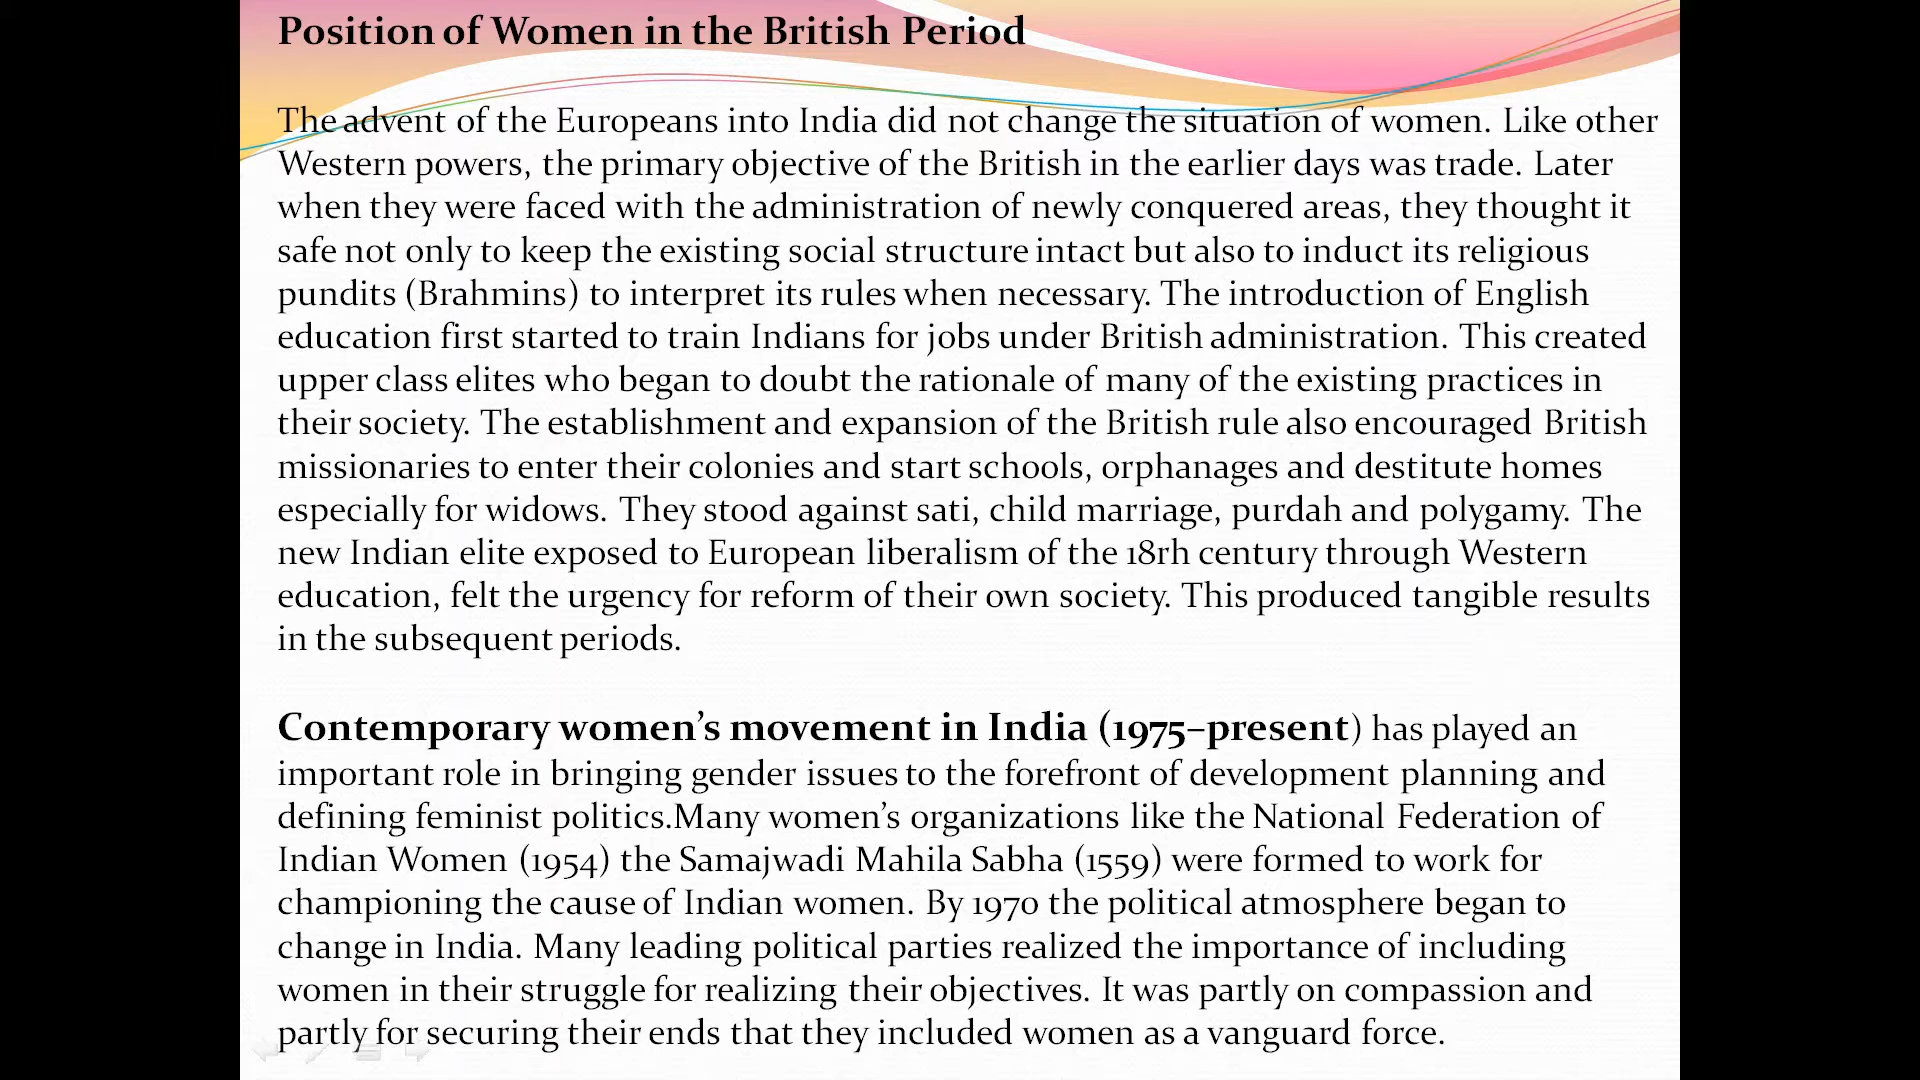 Position of Women in the British Period
The advent of the Europeans into India did not change the situation of women. Like other
Western powers, the primary objective of the British in the earlier days was trade. Later
when they were faced with the administration of newly conquered areas, they thought it
safe not only to keep the existing social structure intact but also to induct its religious
pundits (Brahmins) to interpret its rules when necessary. The introduction of English
education first started to train Indians for jobs under British administration. This created
upper class elites who began to doubt the rationale of many of the existing practices in
their society. The establishment and expansion of the British rule also encouraged British
missionaries to enter their colonies and start schools, orphanages and destitute homes
especially for widows. They stood against sati, child marriage, purdah and polygamy. The
new Indian elite exposed to European liberalism of the 18rh century through Western
education, felt the urgency for reform of their own society. This produced tangible results
in the subsequent periods.
Contemporary women’s movement in India (1975–present) has played an
important role in bringing gender issues to the forefront of development planning and
defining feminist politics.Many women’s organizations like the National Federation of
Indian Women (1954) the Samajwadi Mahila Sabha (1559) were formed to work for
championing the cause of Indian women. By 1970 the political atmosphere began to
change in India. Many leading political parties realized the importance of including
women in their struggle for realizing their objectives. It was partly on compassion and
partly for securing their ends that they included women as a vanguard force.